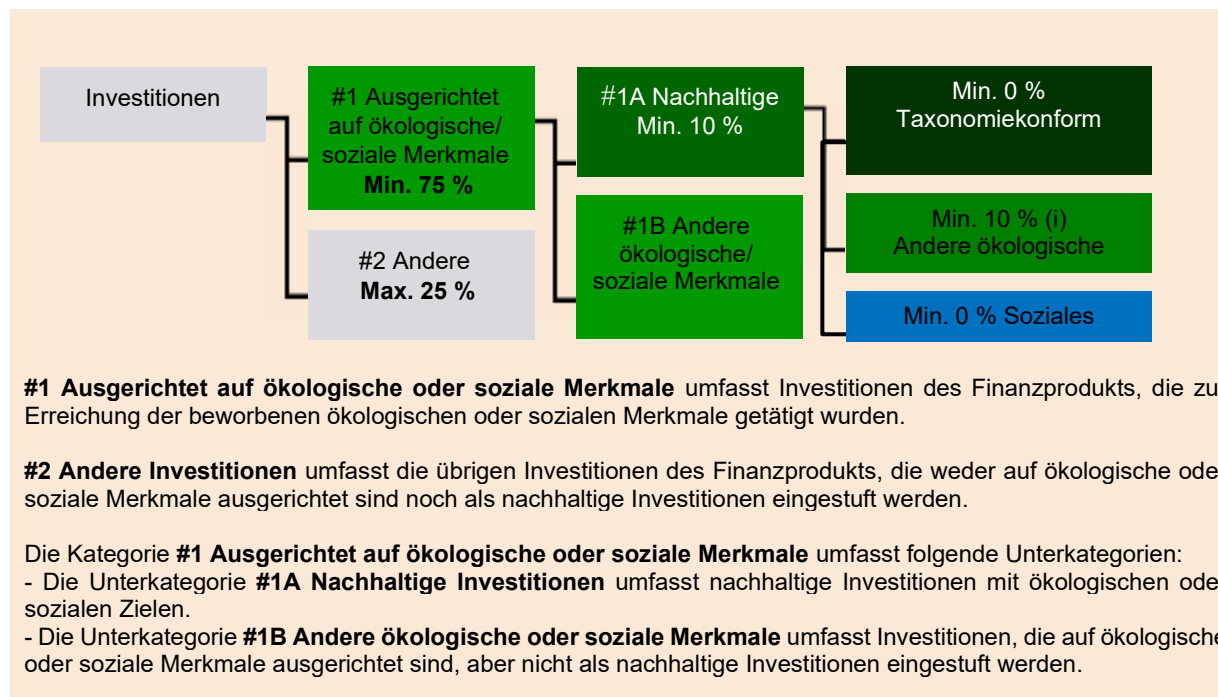 Investitionen
#1 Ausgerichtet
auf ökologische/
soziale Merkmale
Min. 75 %
#2 Andere
Max. 25 %
#1A Nachhaltige
Min. 10 %
#1B Andere
ökologische/
soziale Merkmale
Min. 0 %
Taxonomiekonform
Min. 10 % (i)
Andere ökologische
Min. 0 % Soziales
#1 Ausgerichtet auf ökologische oder soziale Merkmale umfasst Investitionen des Finanzprodukts, die zu
Erreichung der beworbenen ökologischen oder sozialen Merkmale getätigt wurden.
#2 Andere Investitionen umfasst die übrigen Investitionen des Finanzprodukts, die weder auf ökologische ode
soziale Merkmale ausgerichtet sind noch als nachhaltige Investitionen eingestuft werden.
Die Kategorie #1 Ausgerichtet auf ökologische oder soziale Merkmale umfasst folgende Unterkategorien:
- Die Unterkategorie #1A Nachhaltige Investitionen umfasst nachhaltige Investitionen mit ökologischen ode
sozialen Zielen.
- Die Unterkategorie #1B Andere ökologische oder soziale Merkmale umfasst Investitionen, die auf ökologische
oder soziale Merkmale ausgerichtet sind, aber nicht als nachhaltige Investitionen eingestuft werden.